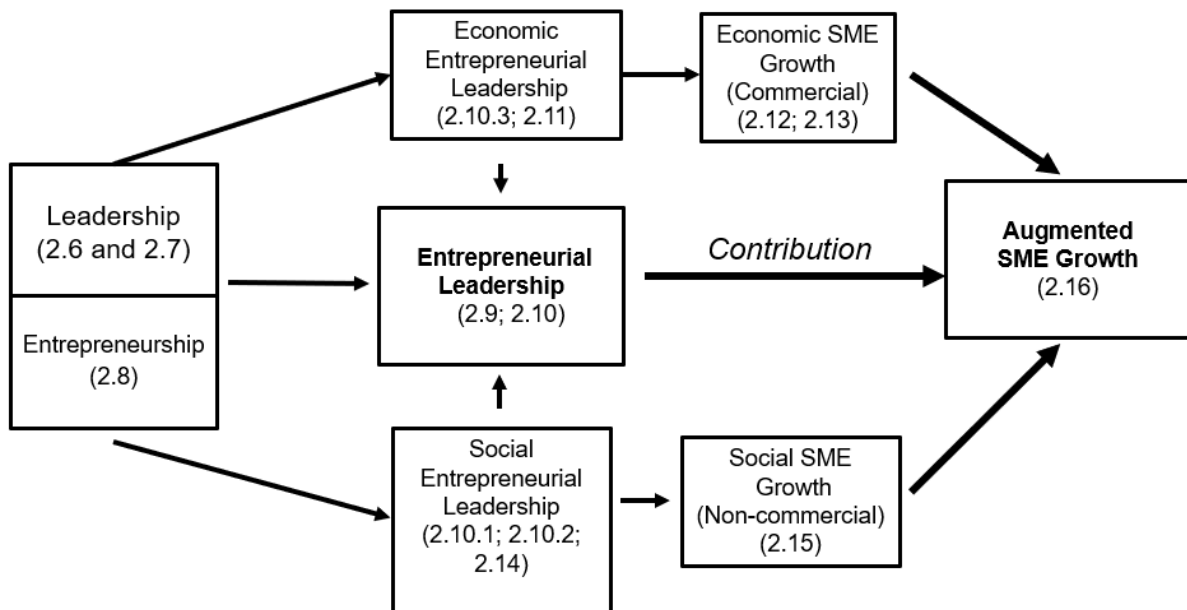 Economic
Entrepreneurial
Leadership
(2.10.3; 2.11)
Economic SME
Growth
(Commercial)
(2.12; 2.13)
Leadership
(2.6 and 2.7)
Entrepreneurship
(2.8)
Entrepreneurial
Leadership
(2.9; 2.10)
Contribution
Augmented
SME Growth
(2.16)
Social
Entrepreneurial
Leadership
(2.10.1; 2.10.2;
2.14)
Social SME
Growth
(Non-commercial)
(2.15)